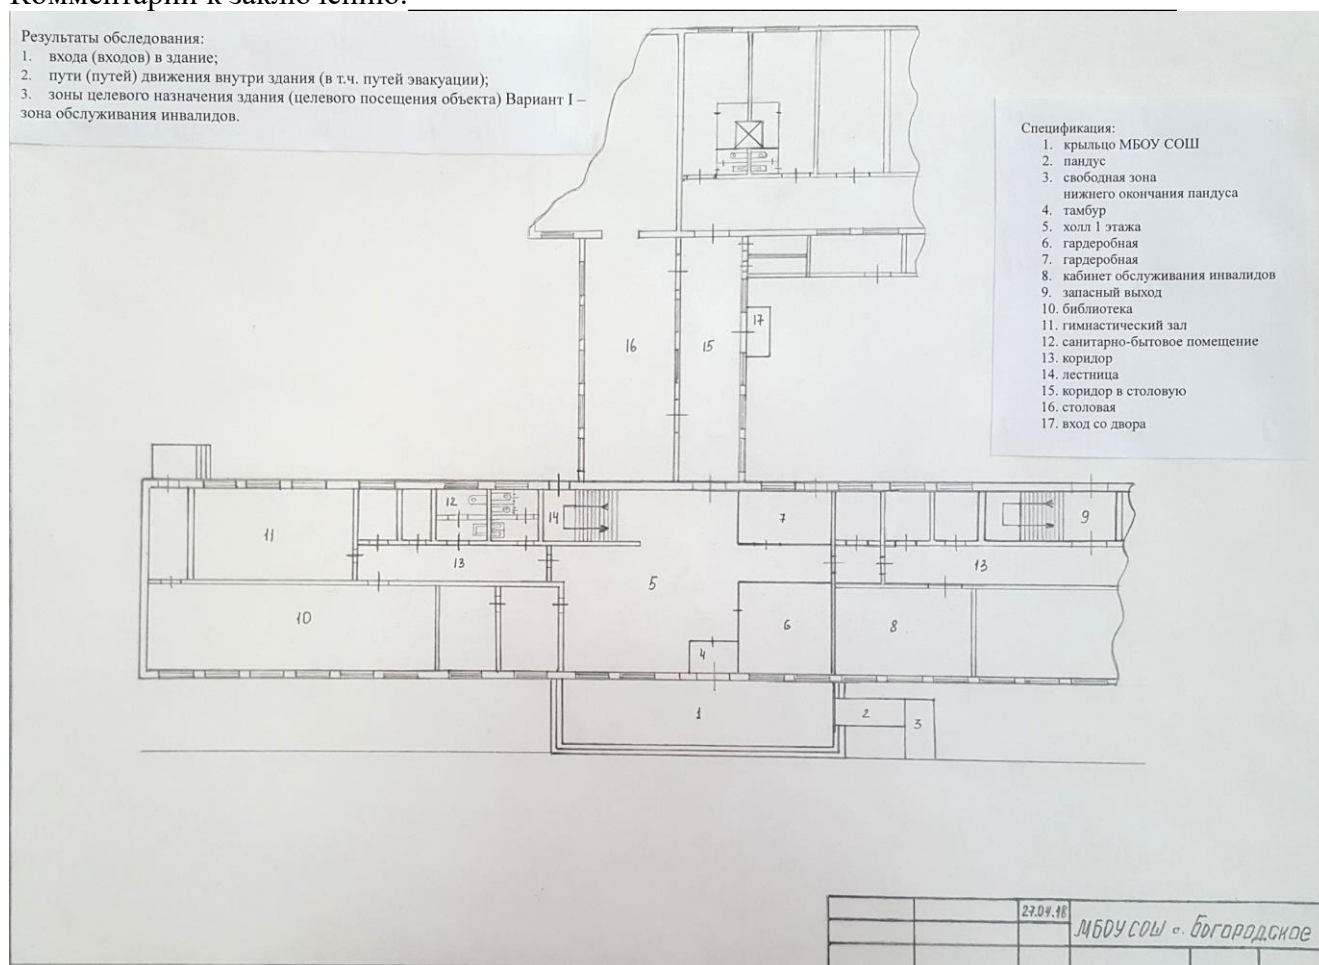 Комментарий к заключению:
Результаты обследования:
1. входа (входов) в здание;
2. пути (путей) движения внутри здания (в т.ч. путей эвакуации);
3. зоны целевого назначения здания (целевого посещения объекта) Вариант I –
зона обслуживания инвалидов.
Спецификация:
1. крыльцо МБОУ СОШ
2. пандус
3. свободная зона
нижнего окончания пандуса
4. тамбур
5. холл 1 этажа
6. гардеробная
7. гардеробная
8. кабинет обслуживания инвалидов
9. запасный выход
10. библиотека
11. гимнастический зал
12. санитарно-бытовое помещение
13. коридор
14. лестница
15. коридор в столовую
16. столовая
17. вход со двора
17
16
15
12
14
7
9
11
13
5
13
10
6
8
4
1
2
3
27.04.18
МБОУ СОШ с. Богородское